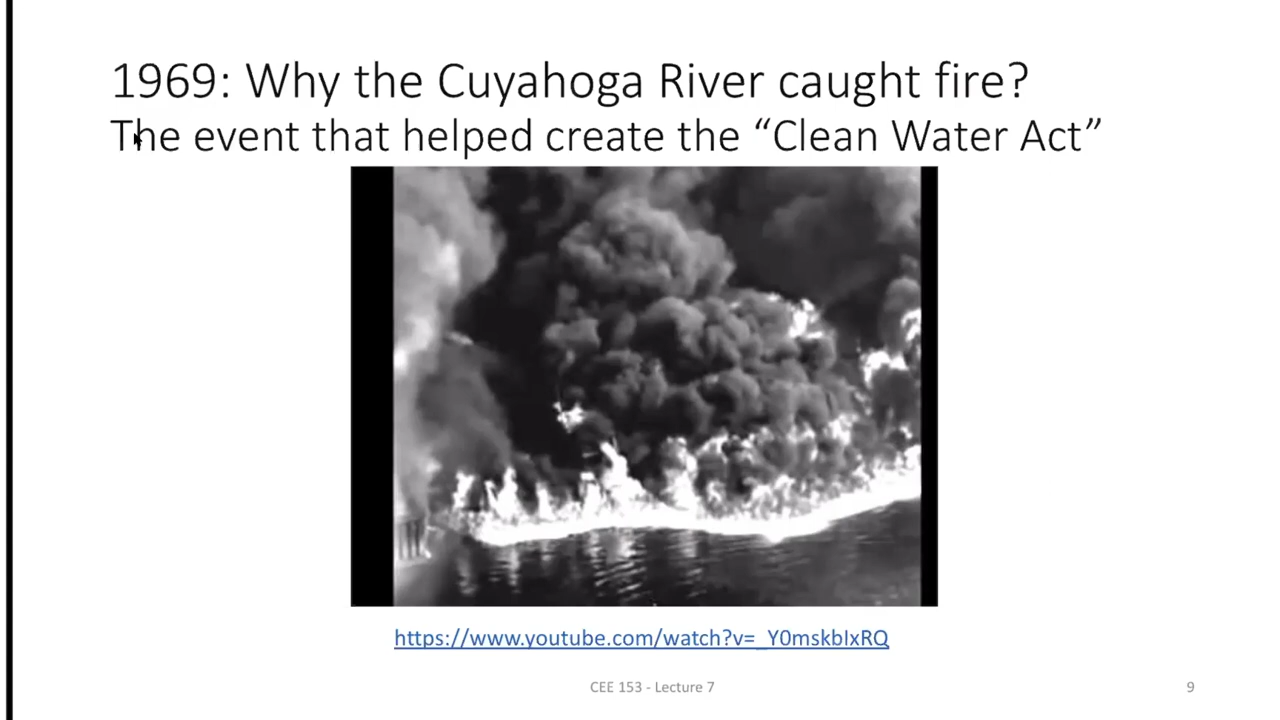 1969: Why the Cuyahoga River caught fire?
The event that helped create the “Clean Water Act”
https://www.youtube.com/watch?v=_Y0mskbIxRQ
CEE 153 - Lecture 7
9